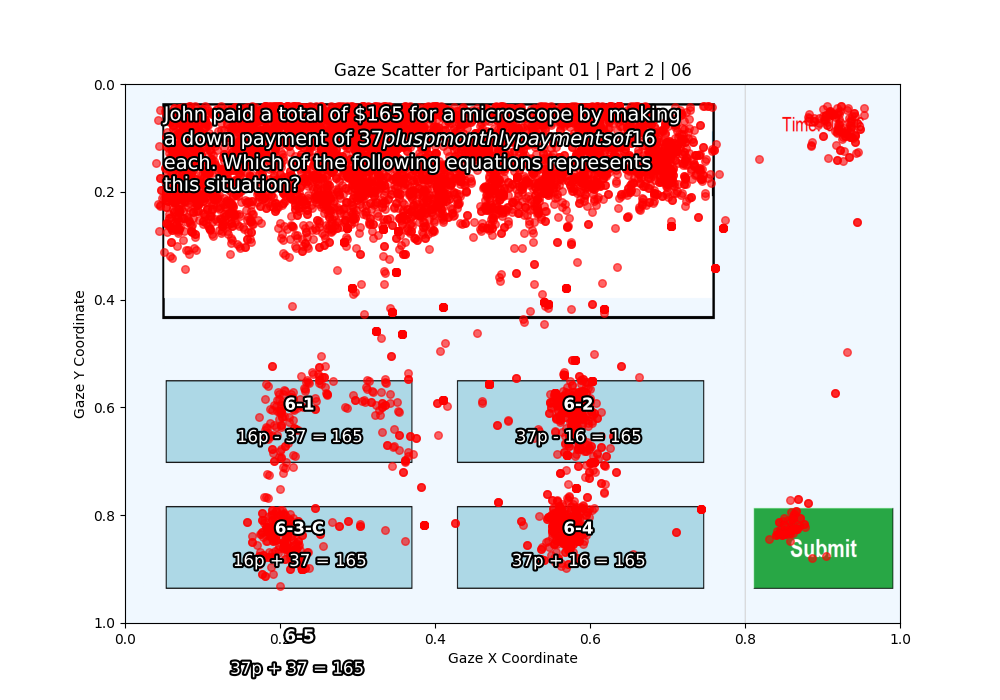 Gaze Scatter for Participant 01 | Part 2 | 06
0.0
John paid a total of $165 for a microscope by making
a down payment of 37pluspmonthlypaymentsof16
each. Which of the following equations represents
this situation?
Time
0.2
0.4
Gaze Y Coordinate
6-1
16p - 37 = 165
6-2
37p - 16 = 165
0.6
6-3-C
16p + 37 = 165
6-4
37p + 16 = 165
Submit
0.8
1.0
0.0
0.2
0.4
0.6
0.8
1.0
6-5
37p + 37 = 165
Gaze X Coordinate